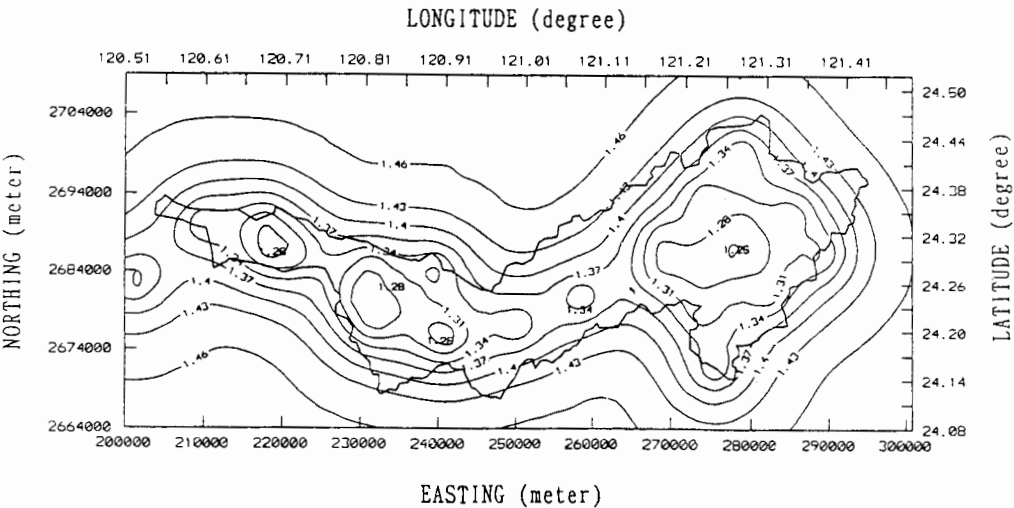 LONGITUDE (degree)
120.51 120.61 120.71 120.81 120.91 121.01 121.11 121.21 121.31 121.41
NORTHING (meter)
2704000
2694000
2684000
2674000
2664000
24.50
24.44
24.38
24.32
24.26
24.20
24.14
24.08
LATITUDE (degree)
1.46 1.46
1.34 1.43
1.37 1.4
1.43 1.43
1.37 1.4 1.4 1.28
1.34 1.25
1.28 1.37
1.4 1.37 1.31 1.31
1.43 1.31 1.34 1.34
1.34
1.46 1.37 1.4 1.43 1.37 1.4 1.43
200000 210000 220000 230000 240000 250000 260000 270000 280000 290000 300000
EASTING (meter)